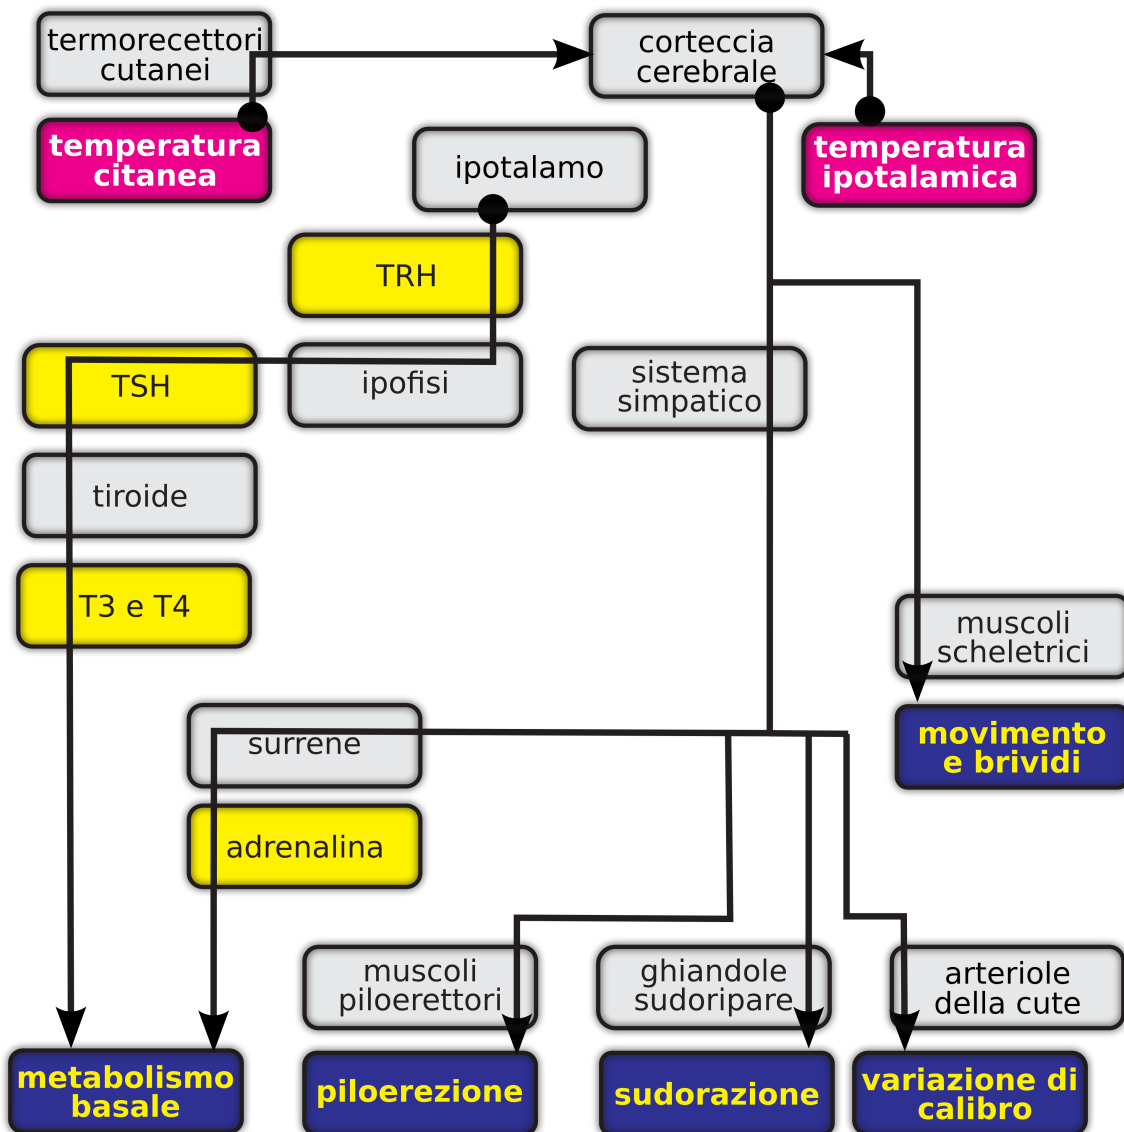 termorecettori
cutanei
corteccia
cerebrale
temperatura
citanea
ipotalamo
temperatura
ipotalamica
TRH
TSH
ipofisi
sistema
simpatico
tiroide
T3 e T4
muscoli
scheletrici
surrene
movimento
e brividi
adrenalina
muscoli
piloerettori
ghiandole
sudoripare
arteriole
della cute
metabolismo
basale
piloerezione
sudorazione
variazione di
calibro